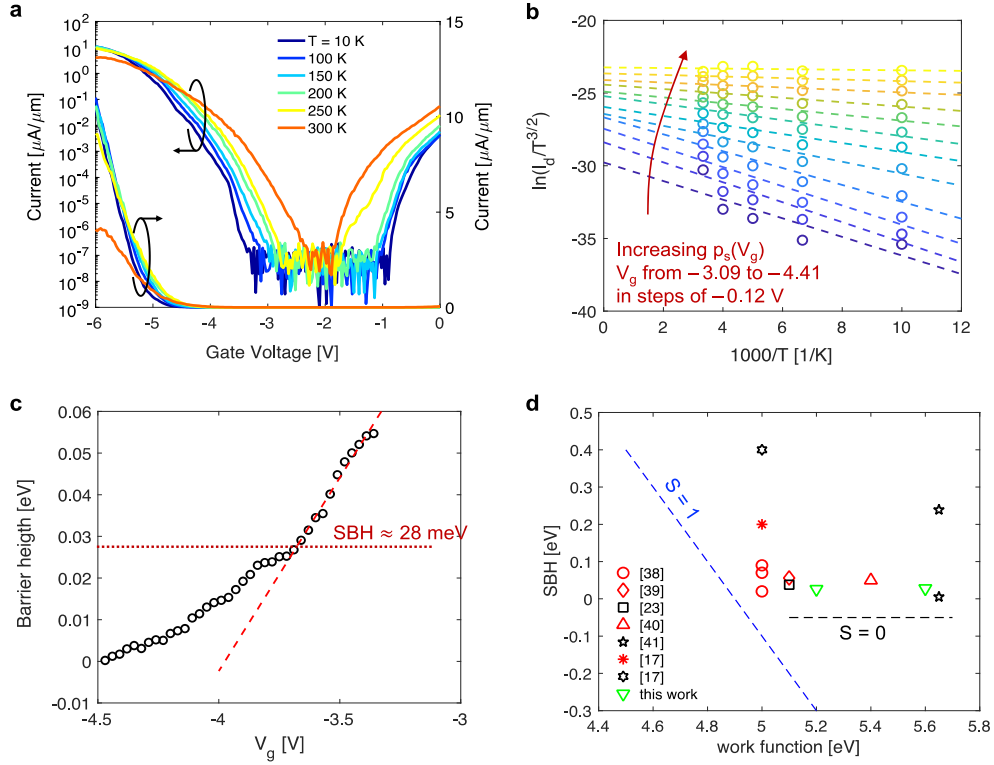 a
Current [μA/μm]
10¹ 10² 10¹ 10⁰ 10⁻¹ 10⁻² 10⁻³ 10⁻⁴ 10⁻⁵ 10⁻⁶ 10⁻⁷ 10⁻⁸ 10⁻⁹
T = 10 K
100 K
150 K
200 K
250 K
300 K
15
10
5
0
Current [μA/μm]
-6 -5 -4 -3 -2 -1 0
Gate Voltage [V]
b
ln(I_d/T^{3/2})
-20
-25
-30
-35
-40
Increasing p_s(V_g)
V_g from −3.09 to −4.41
in steps of −0.12 V
0 2 4 6 8 10 12
1000/T [1/K]
c
Barrier heigth [eV]
0.06
0.05
0.04
0.03
0.02
0.01
0
-0.01
SBH ≈ 28 meV
-4.5 -4 -3.5 -3
V_g [V]
d
SBH [eV]
0.5
0.4
0.3
0.2
0.1
0
-0.1
-0.2
-0.3
S = 1
[38]
[39]
[23]
[40]
[41]
[17]
[17]
this work
S = 0
4.4 4.6 4.8 5 5.2 5.4 5.6 5.8
work function [eV]